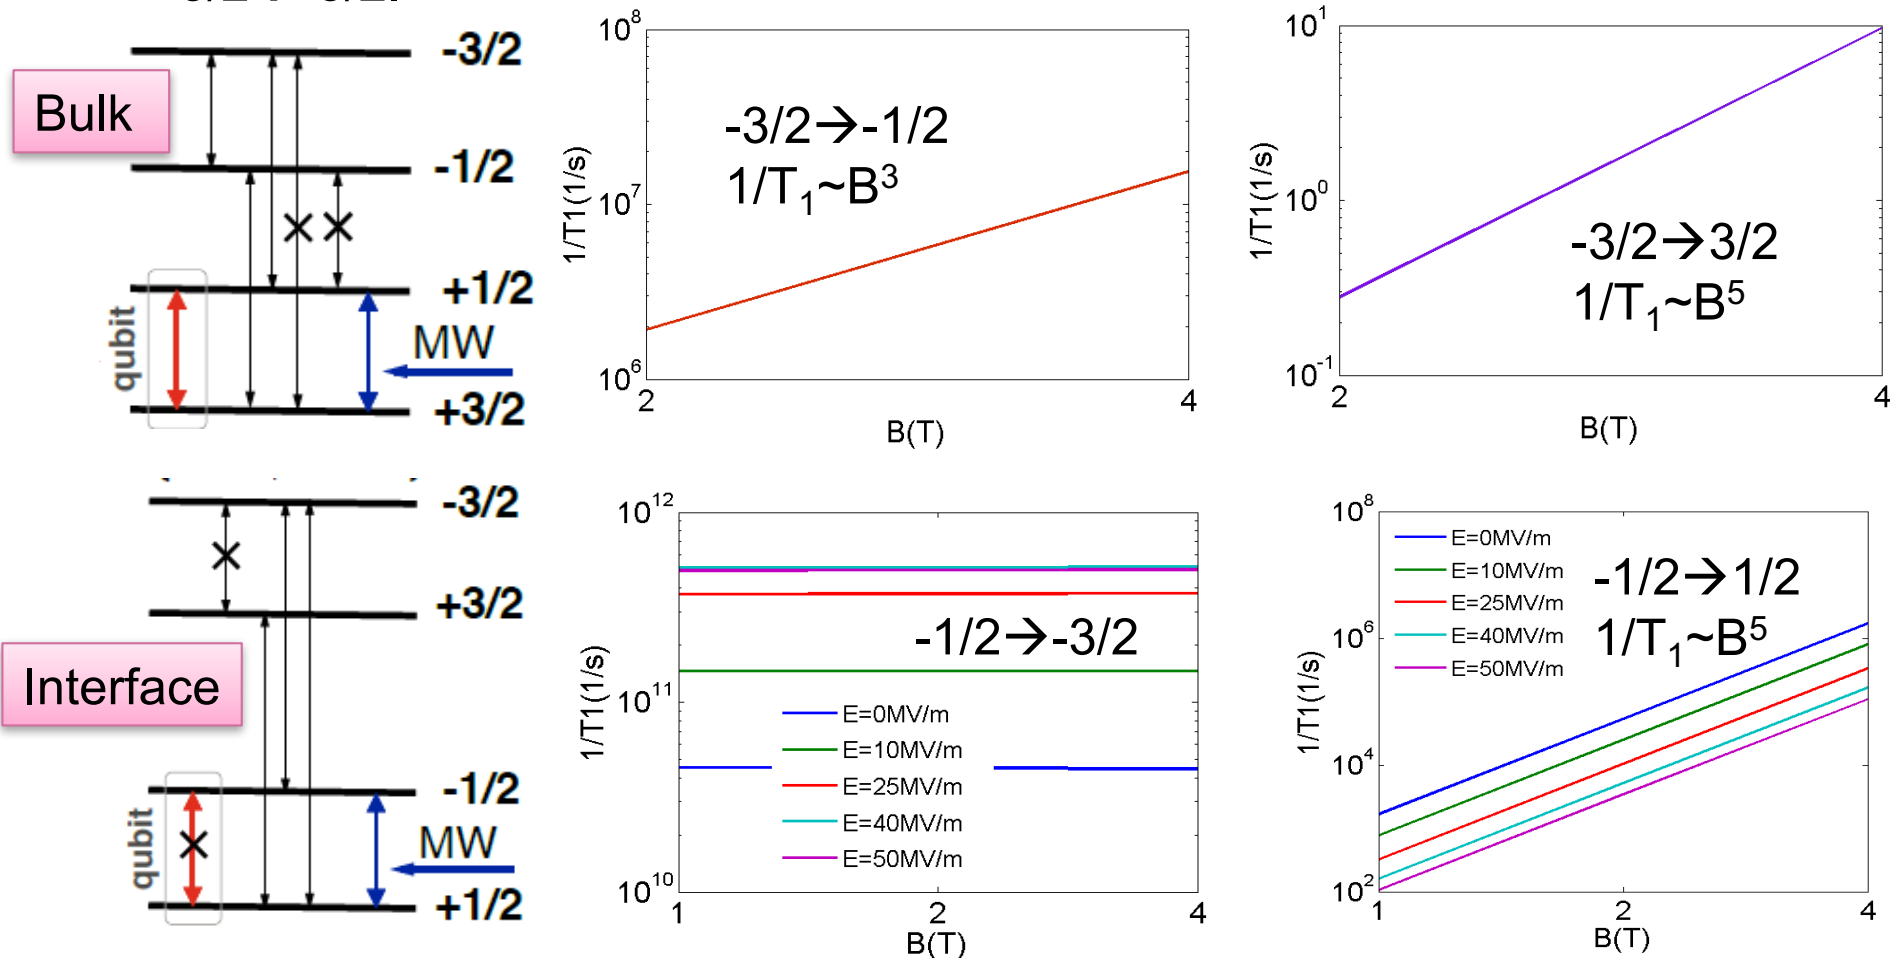 -3/2
Bulk
-1/2
+1/2
qubit
MW
+3/2
10^8
10^7
10^6
1/T1(1/s)
-3/2→-1/2
1/T_1~B^3
2
4
B(T)
10^1
10^0
10^-1
1/T1(1/s)
-3/2→3/2
1/T_1~B^5
2
4
B(T)
-3/2
+3/2
Interface
-1/2
qubit
MW
+1/2
10^12
10^11
10^10
1/T1(1/s)
-1/2→-3/2
E=0MV/m
E=10MV/m
E=25MV/m
E=40MV/m
E=50MV/m
1
2
4
B(T)
10^8
10^6
10^4
10^2
1/T1(1/s)
E=0MV/m
E=10MV/m
E=25MV/m
E=40MV/m
E=50MV/m
-1/2→1/2
1/T_1~B^5
1
2
4
B(T)